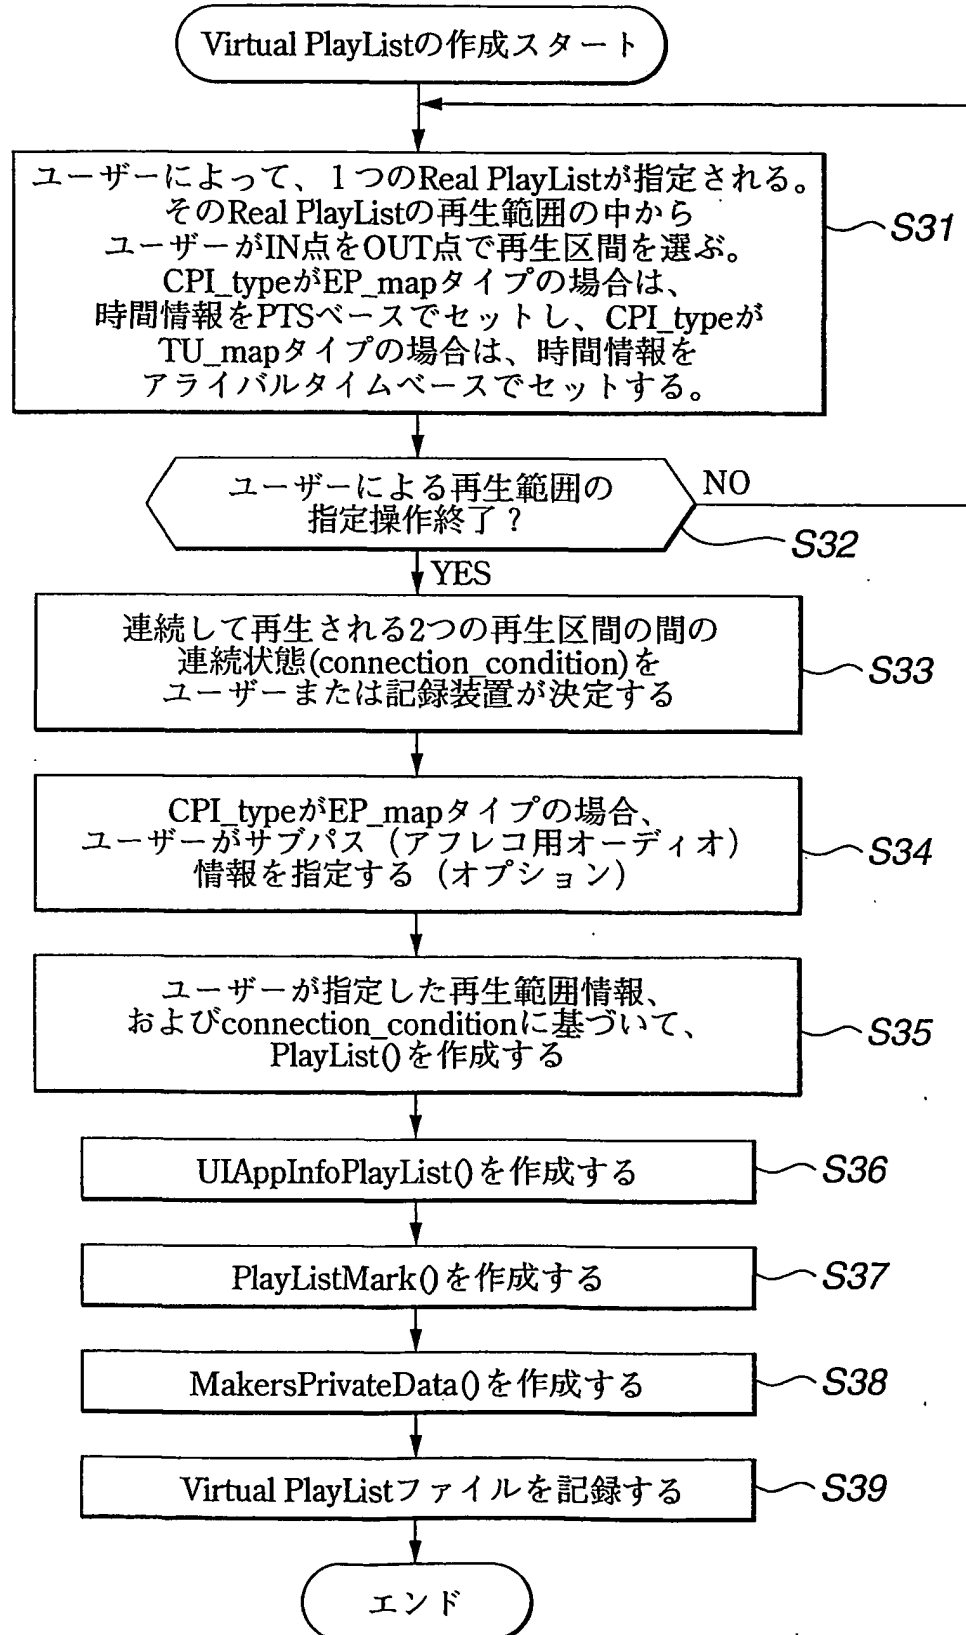 Virtual PlayListの作成スタート
ユーザーによって、1つのReal PlayListが指定される。
そのReal PlayListの再生範囲の中から
ユーザーがIN点をOUT点で再生区間を選ぶ。
CPI_typeがEP_mapタイプの場合は、
時間情報をPTSベースでセットし、CPI_typeが
TU_mapタイプの場合は、時間情報を
アライバルタイムベースでセットする。
S31
ユーザーによる再生範囲の
指定操作終了?
NO
S32
YES
連続して再生される2つの再生区間の間の
連続状態(connection_condition)を
ユーザーまたは記録装置が決定する
S33
CPI_typeがEP_mapタイプの場合、
ユーザーがサブパス（アフレコ用オーディオ）
情報を指定する（オプション）
S34
ユーザーが指定した再生範囲情報、
およびconnection_conditionに基づいて、
PlayList()を作成する
S35
UIAppInfoPlayList()を作成する
S36
PlayListMark()を作成する
S37
MakersPrivateData()を作成する
S38
Virtual PlayListファイルを記録する
S39
エンド